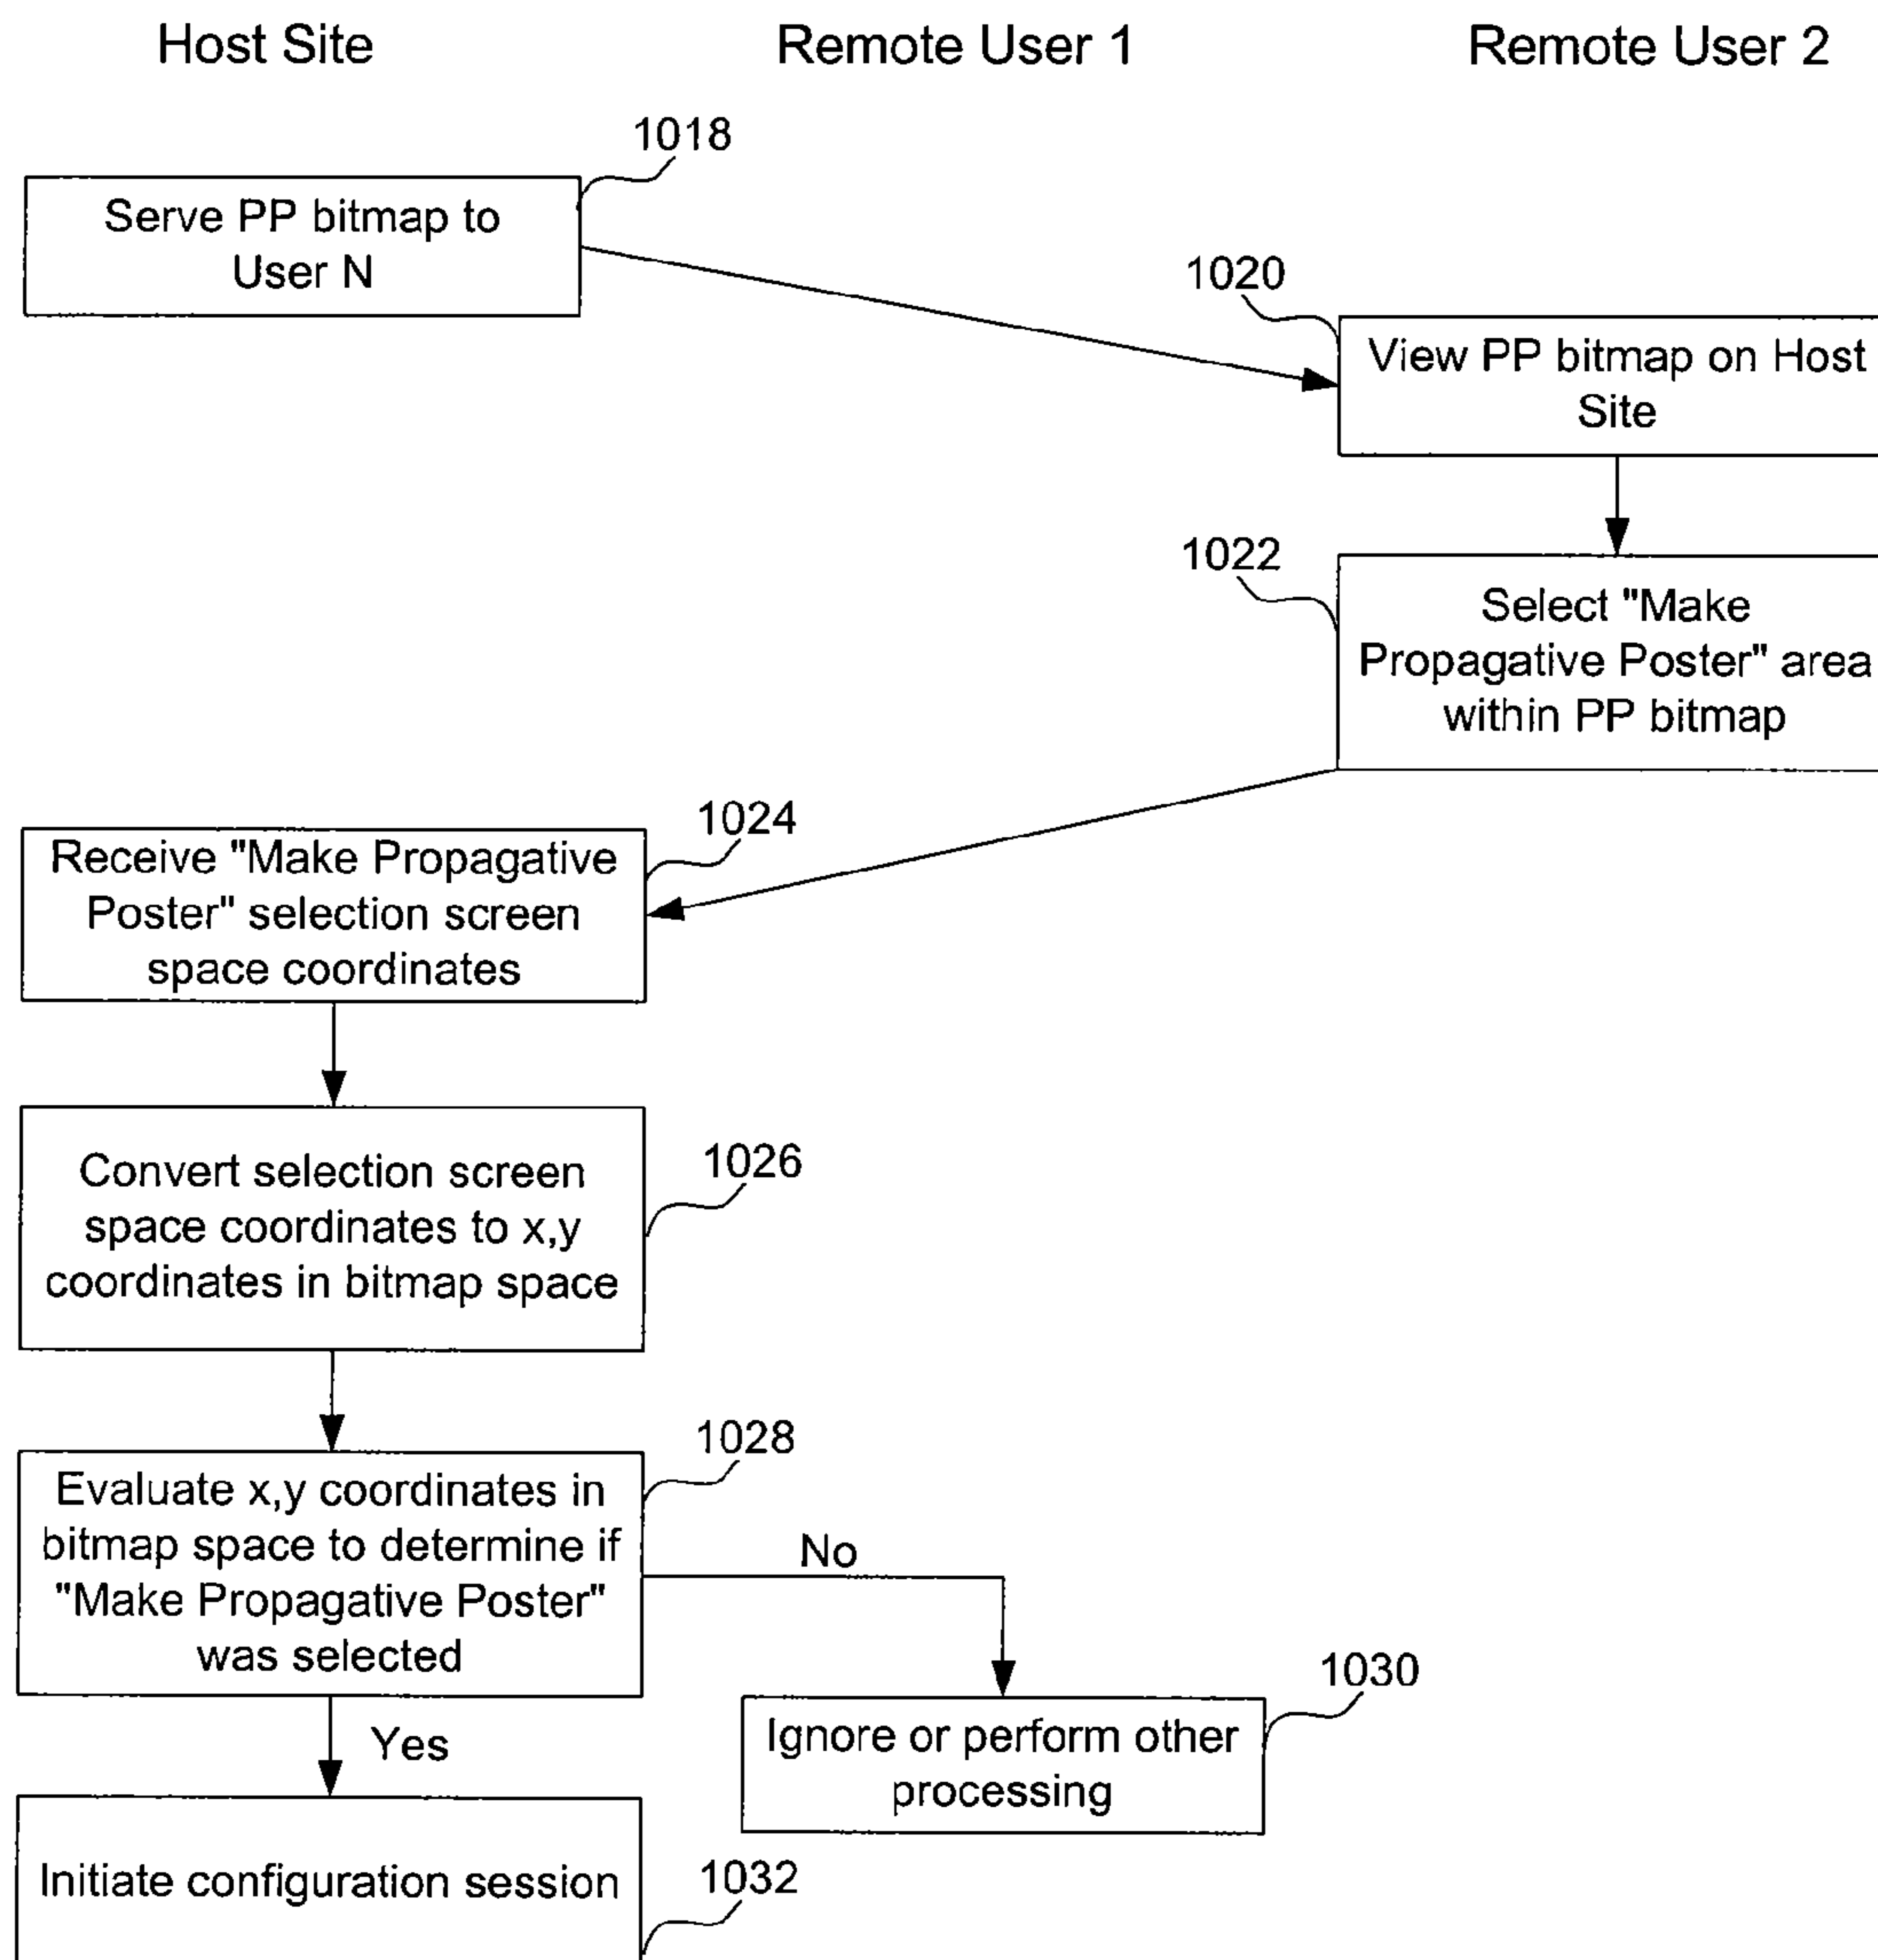 Host Site
Remote User 1
Remote User 2
1018
Serve PP bitmap to
User N
1020
View PP bitmap on Host
Site
1022
Select "Make
Propagative Poster" area
within PP bitmap
1024
Receive "Make Propagative
Poster" selection screen
space coordinates
1026
Convert selection screen
space coordinates to x,y
coordinates in bitmap space
1028
Evaluate x,y coordinates in
bitmap space to determine if
"Make Propagative Poster"
was selected
No
Yes
1030
Ignore or perform other
processing
Initiate configuration session
1032